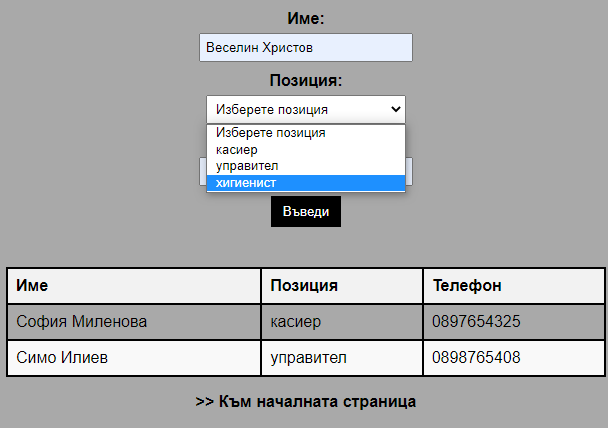 Име:
Веселин Христов
Позиция:
Изберете позиция
Изберете позиция
касиер
управител
хигиенист
Въведи
Име Позиция Телефон
София Миленова касиер 0897654325
Симо Илиев управител 0898765408
>> Към началната страница